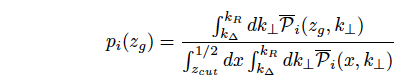 $p_i(z_g) = \frac{\int_{k_\Delta}^{k_R} dk_\perp \overline{\mathcal{P}}_i(z_g, k_\perp)}{\int_{z_{cut}}^{1/2} dx \int_{k_\Delta}^{k_R} dk_\perp \overline{\mathcal{P}}_i(x, k_\perp)}$